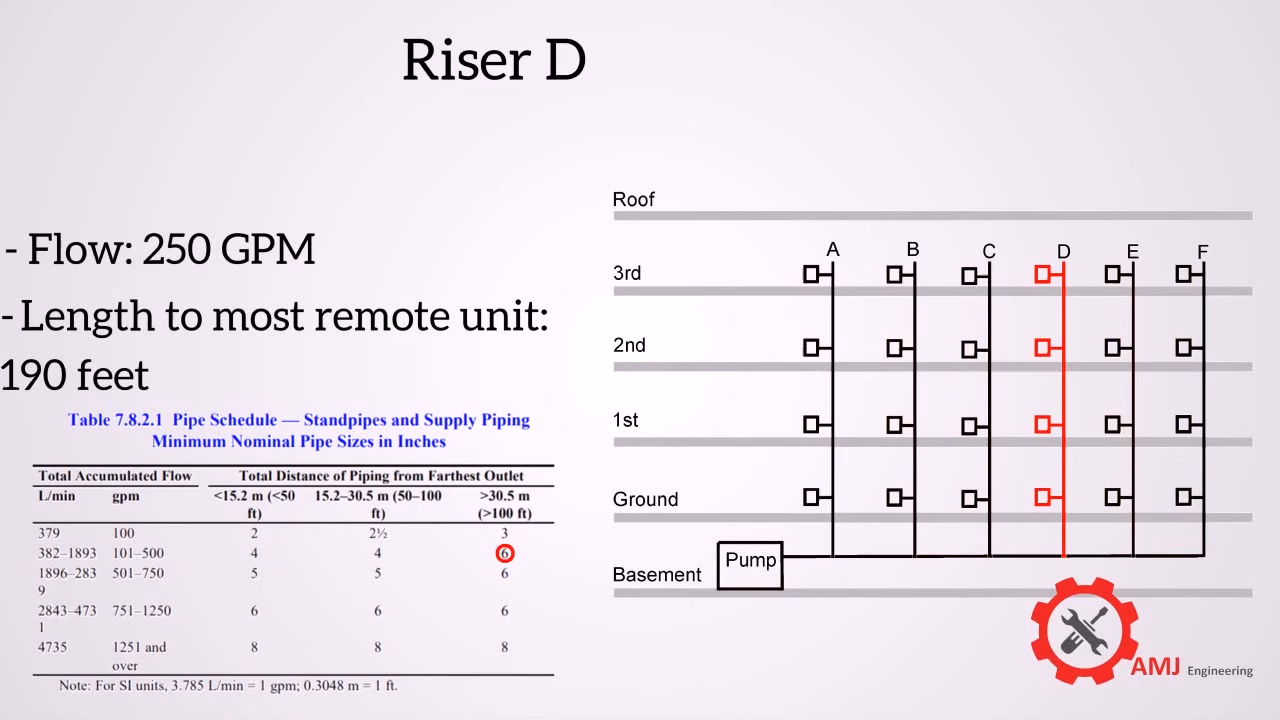 Riser D
- Flow: 250 GPM
- Length to most remote unit:
190 feet
Table 7.8.2.1 Pipe Schedule — Standpipes and Supply Piping
Minimum Nominal Pipe Sizes in Inches
Total Accumulated Flow Total Distance of Piping from Farthest Outlet
L/min gpm <15.2 m (<50 15.2–30.5 m (50–100 >30.5 m
ft) ft) (>100 ft)
379 100 2 2½ 3
382–1893 101–500 4 4 6
1896–283 501–750 5 5 6
9
2843–473 751–1250 6 6 6
1
4735 1251 and 8 8 8
over
Note: For SI units, 3.785 L/min = 1 gpm; 0.3048 m = 1 ft.
Roof
A B C D E F
3rd
2nd
1st
Ground
Pump
Basement
AMJ Engineering